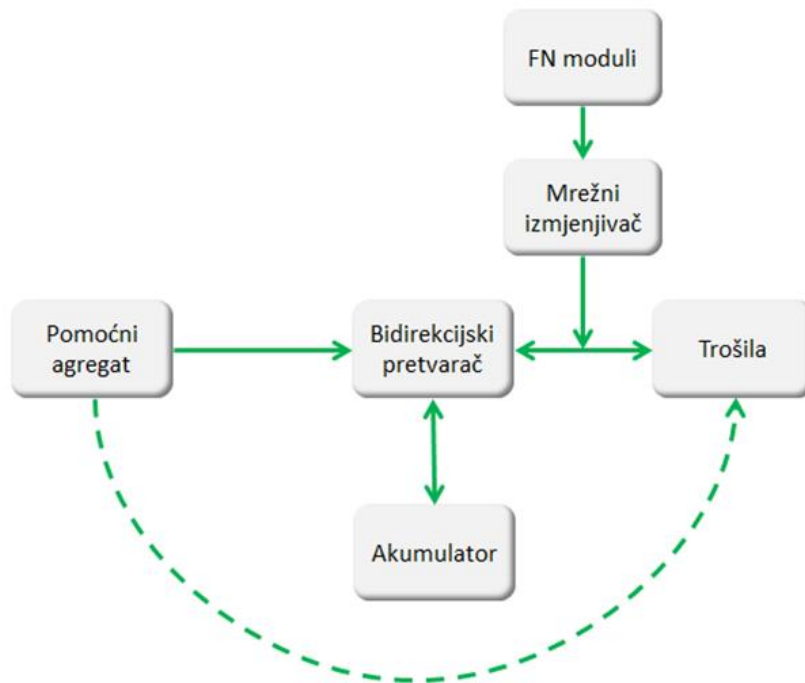 FN moduli
Mrežni
izmjenjivač
Pomoćni
agregat
Bidirekcijski
pretvarač
Trošila
Akumulator